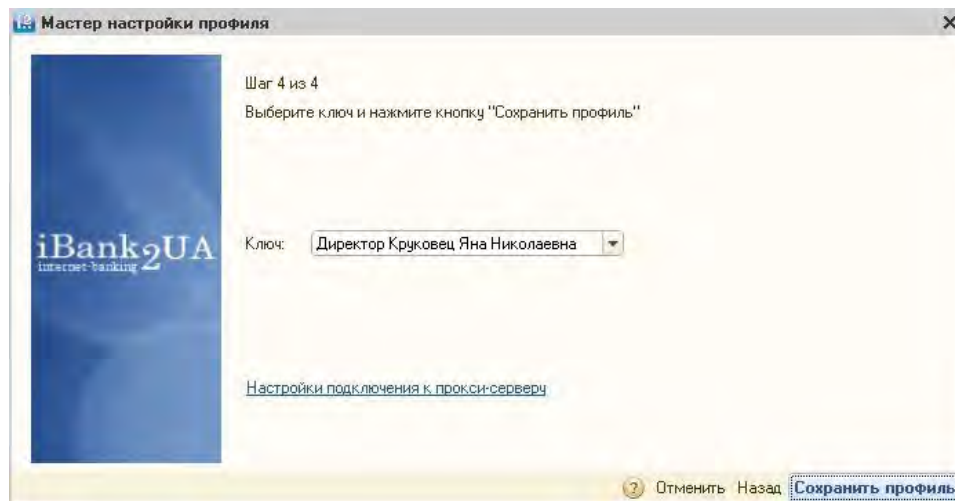 Мастер настройки профиля
Шаг 4 из 4
Выберите ключ и нажмите кнопку "Сохранить профиль"
iBank2UA
internet-banking
Ключ: Директор Круковец Яна Николаевна
Настройки подключения к прокси-серверу
? Отменить Назад Сохранить профиль